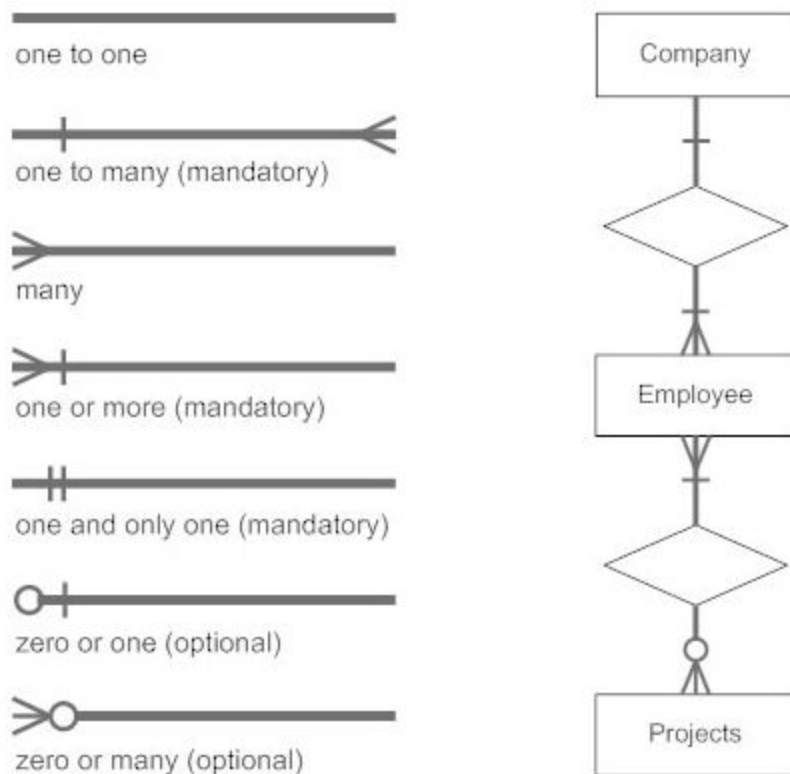 one to one
one to many (mandatory)
many
one or more (mandatory)
one and only one (mandatory)
zero or one (optional)
zero or many (optional)
Company
Employee
Projects